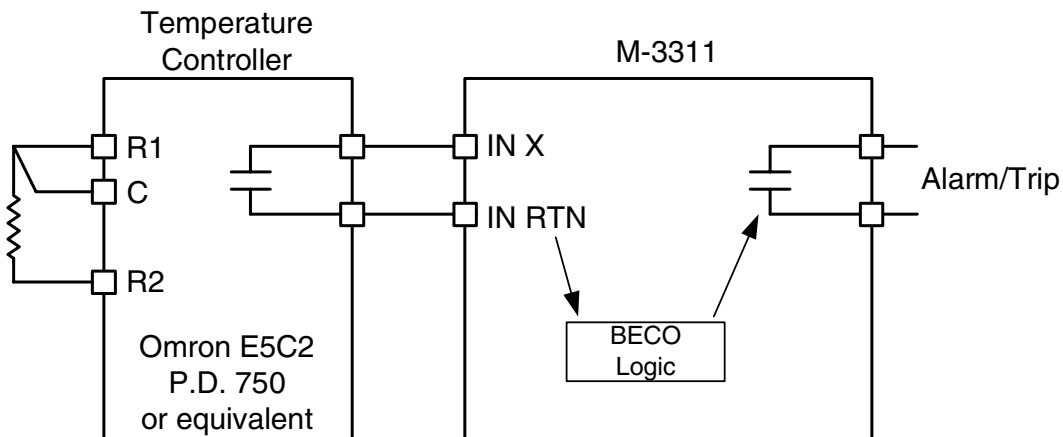 Temperature
Controller
M-3311
R1
C
R2
IN X
IN RTN
Alarm/Trip
BECO
Logic
Omron E5C2
P.D. 750
or equivalent